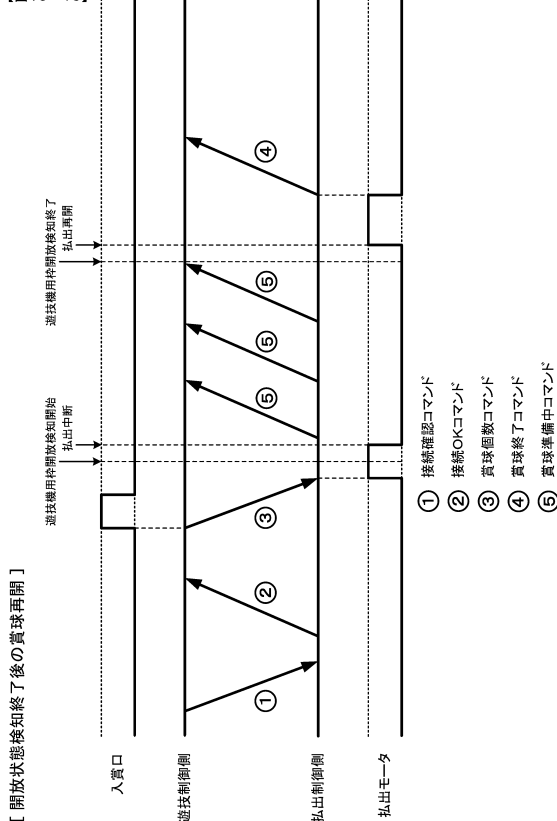 [ 開放状態検知終了後の賞球再開 ]
遊技機用枠開放検知開始
払出中断
遊技機用枠開放検知終了
払出再開
入賞口
遊技制御側
① ② ③ ⑤ ⑤ ⑤ ④
払出制御側
払出モータ
① 接続確認コマンド
② 接続OKコマンド
③ 賞球個数コマンド
④ 賞球終了コマンド
⑤ 賞球準備中コマンド